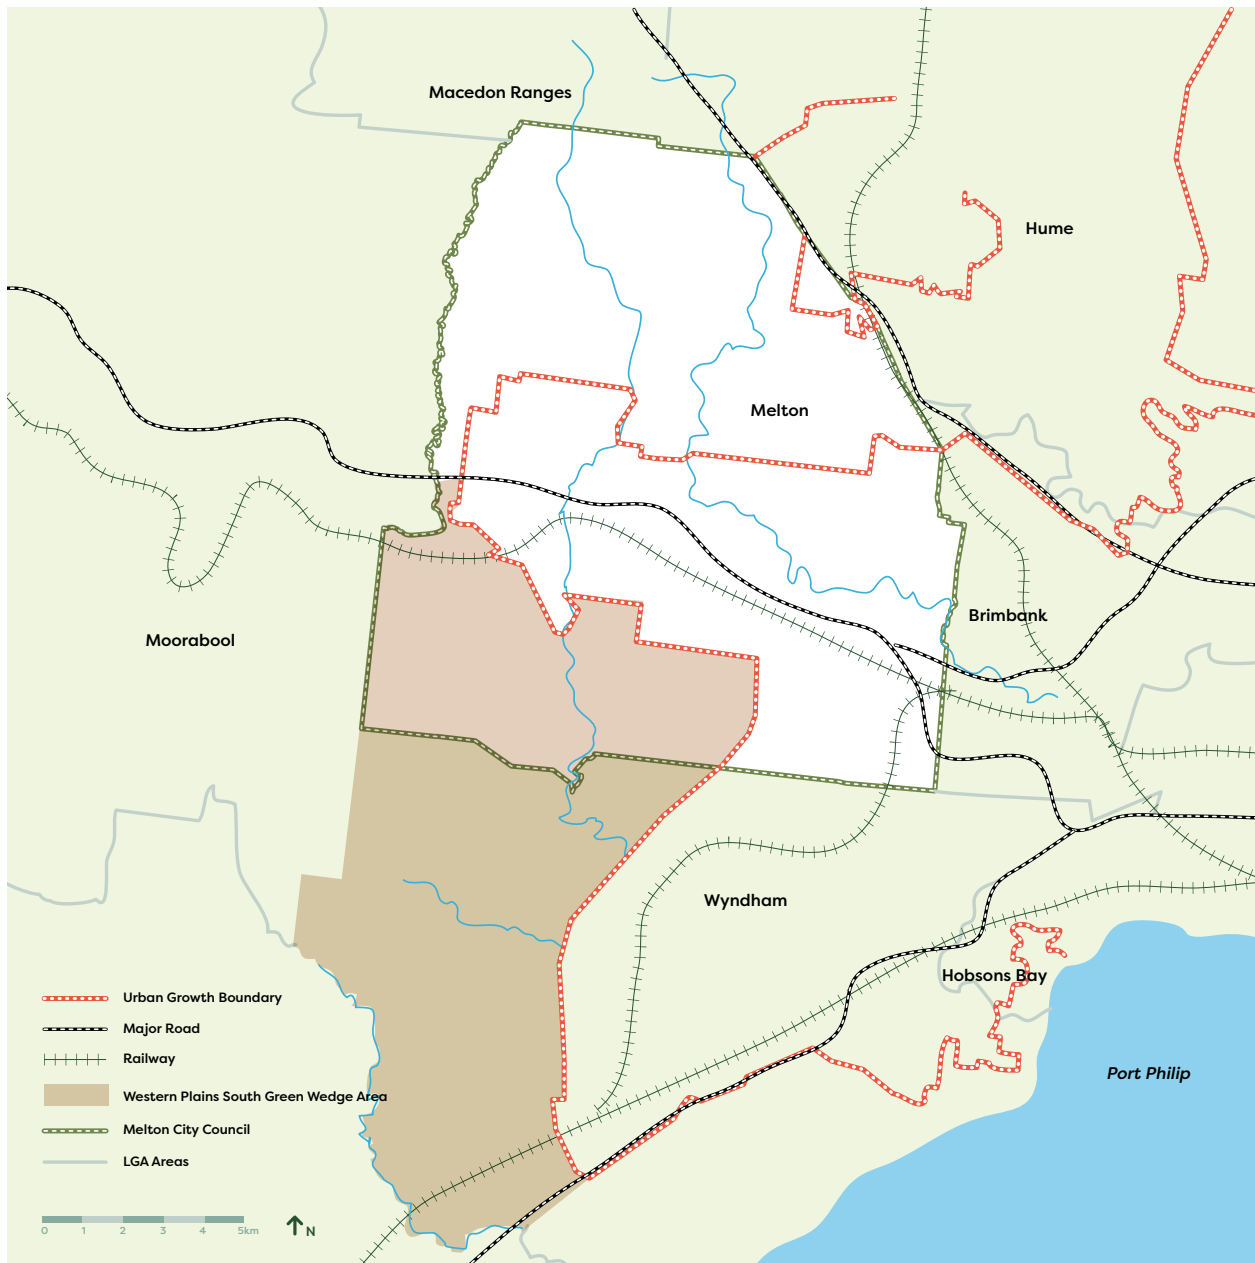 Macedon Ranges
Hume
Melton
Brimbank
Moorabool
Wyndham
Hobsons Bay
Port Philip
Urban Growth Boundary
Major Road
Railway
Western Plains South Green Wedge Area
Melton City Council
LGA Areas
0 1 2 3 4 5km
N